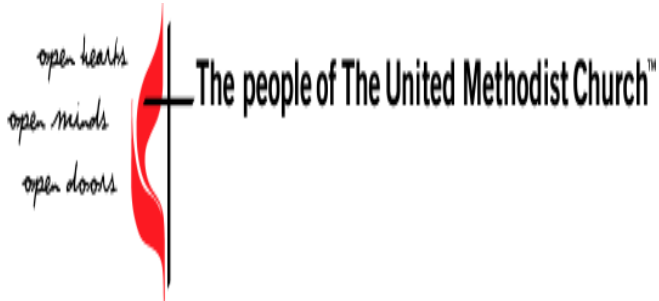 open hearts
open minds
open doors
The people of The United Methodist Church™